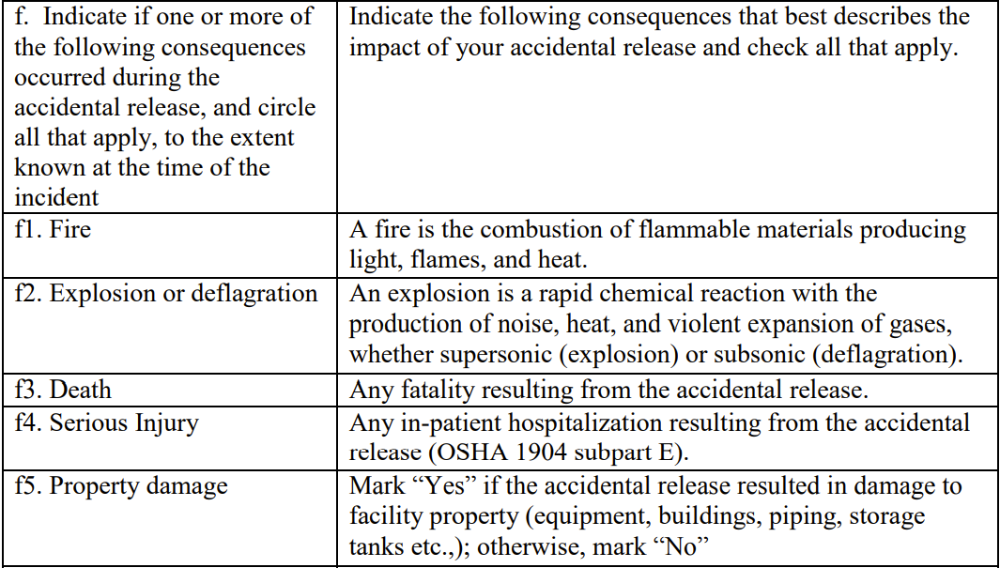 f.  Indicate if one or more of
the following consequences
occurred during the
accidental release, and circle
all that apply, to the extent
known at the time of the
incident
Indicate the following consequences that best describes the
impact of your accidental release and check all that apply.
f1. Fire
A fire is the combustion of flammable materials producing
light, flames, and heat.
f2. Explosion or deflagration
An explosion is a rapid chemical reaction with the
production of noise, heat, and violent expansion of gases,
whether supersonic (explosion) or subsonic (deflagration).
f3. Death
Any fatality resulting from the accidental release.
f4. Serious Injury
Any in-patient hospitalization resulting from the accidental
release (OSHA 1904 subpart E).
f5. Property damage
Mark “Yes” if the accidental release resulted in damage to
facility property (equipment, buildings, piping, storage
tanks etc.,); otherwise, mark “No”